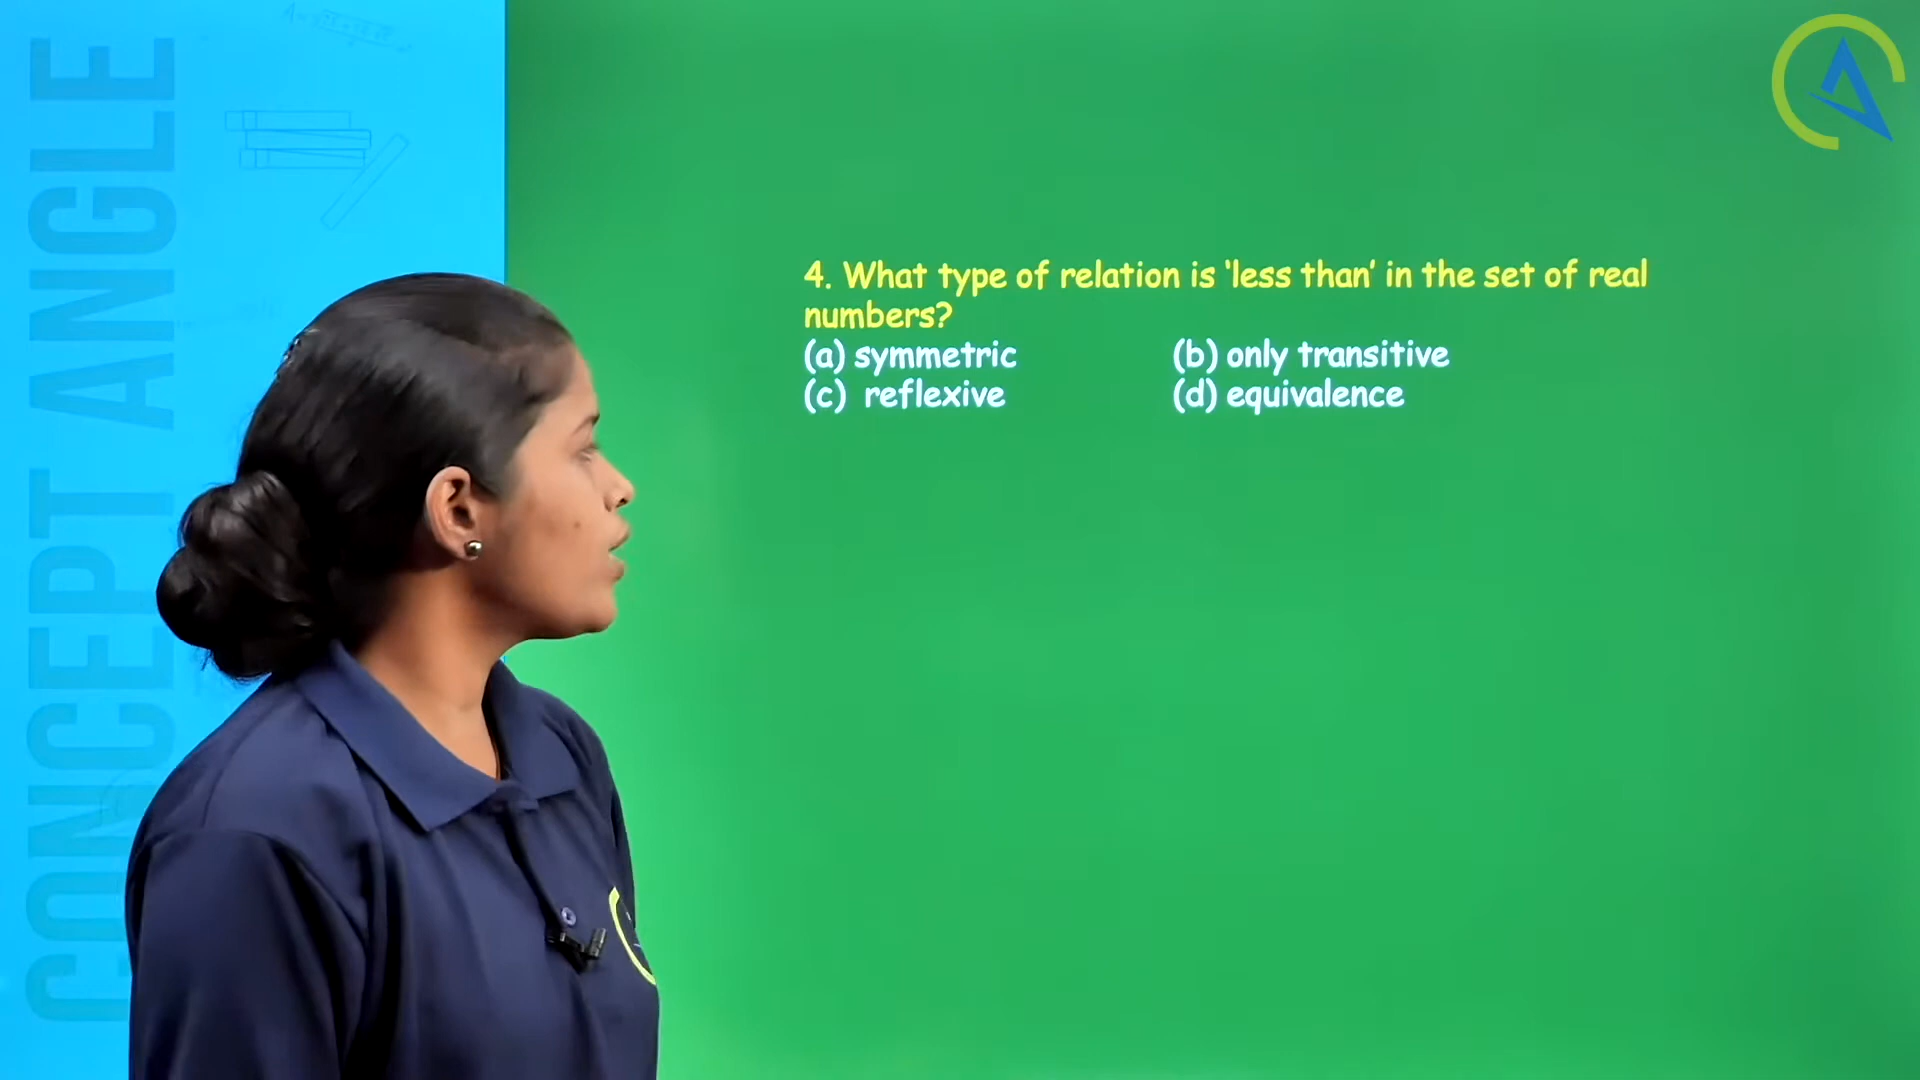 CONCEPT ANGLE
4. What type of relation is ‘less than’ in the set of real
numbers?
(a) symmetric (b) only transitive
(c) reflexive (d) equivalence